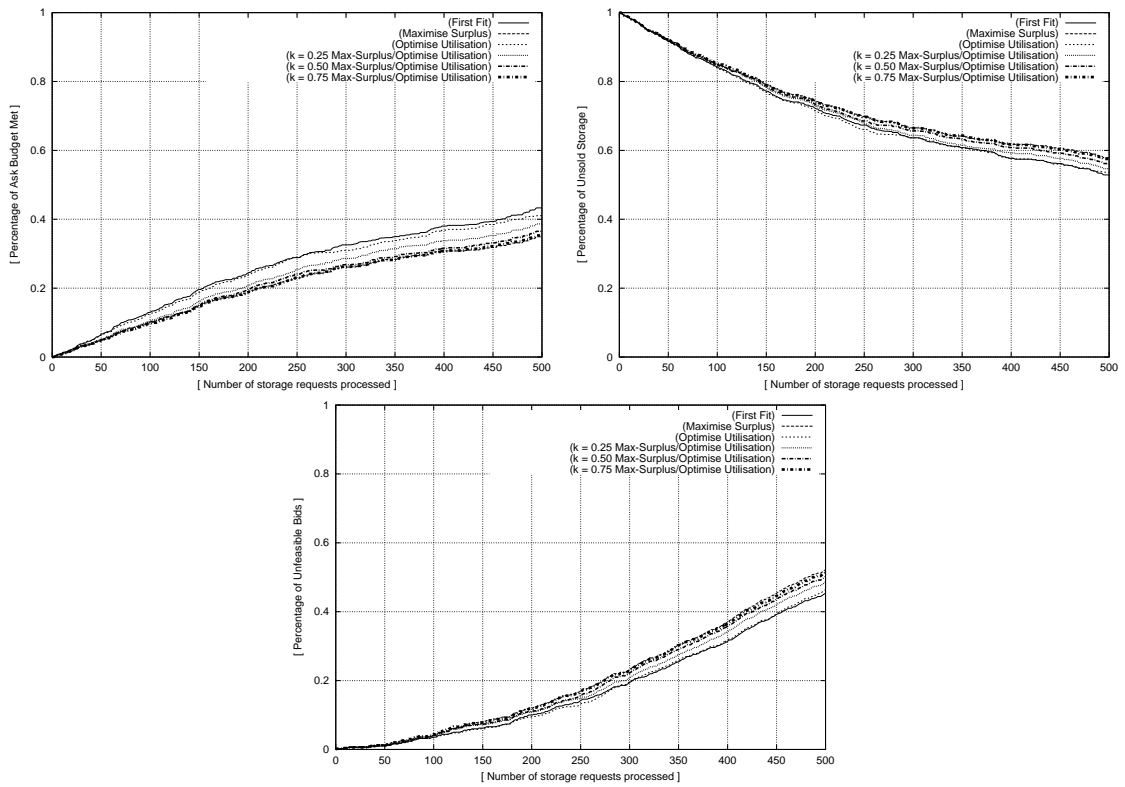 [ Percentage of Ask Budget Met ]
1
0.8
0.6
0.4
0.2
0
0 50 100 150 200 250 300 350 400 450 500
[ Number of storage requests processed ]
(First Fit)
(Maximise Surplus)
(Optimise Utilisation)
(k = 0.25 Max-Surplus/Optimise Utilisation)
(k = 0.50 Max-Surplus/Optimise Utilisation)
(k = 0.75 Max-Surplus/Optimise Utilisation)
[ Percentage of Unsold Storage ]
1
0.8
0.6
0.4
0.2
0
0 50 100 150 200 250 300 350 400 450 500
[ Number of storage requests processed ]
(First Fit)
(Maximise Surplus)
(Optimise Utilisation)
(k = 0.25 Max-Surplus/Optimise Utilisation)
(k = 0.50 Max-Surplus/Optimise Utilisation)
(k = 0.75 Max-Surplus/Optimise Utilisation)
[ Percentage of Unfeasible Bids ]
1
0.8
0.6
0.4
0.2
0
0 50 100 150 200 250 300 350 400 450 500
[ Number of storage requests processed ]
(First Fit)
(Maximise Surplus)
(Optimise Utilisation)
(k = 0.25 Max-Surplus/Optimise Utilisation)
(k = 0.50 Max-Surplus/Optimise Utilisation)
(k = 0.75 Max-Surplus/Optimise Utilisation)